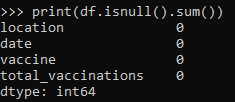 >>> print(df.isnull().sum())
location 0
date 0
vaccine 0
total_vaccinations 0
dtype: int64